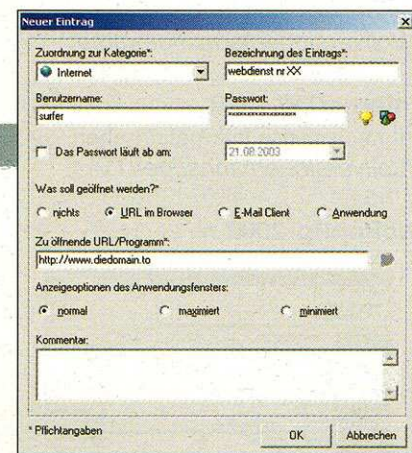 Neuer Eintrag
Zuordnung zur Kategorie*: Bezeichnung des Eintrags*:
Internet webdienst nr XX
Benutzername: Passwort:
surfer ******************
Das Passwort läuft ab am: 21.08.2003
Was soll geöffnet werden?*
nichts URL im Browser E-Mail Client Anwendung
Zu öffnende URL/Programm*:
http://www.diedomain.to
Anzeigeoptionen des Anwendungsfensters:
normal maximiert minimiert
Kommentar:
* Pflichtangaben OK Abbrechen